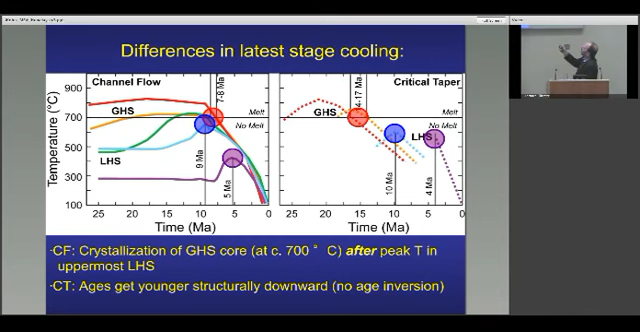 Differences in latest stage cooling:
Channel Flow
Critical Taper
Temperature (°C)
900
700
500
300
100
GHS
LHS
Melt
No Melt
7-8 Ma
9 Ma
5 Ma
25 20 15 10 5 0
Time (Ma)
GHS
LHS
Melt
No Melt
14-17 Ma
10 Ma
4 Ma
25 20 15 10 5 0
Time (Ma)
·CF: Crystallization of GHS core (at c. 700 ° C) after peak T in
uppermost LHS
·CT: Ages get younger structurally downward (no age inversion)